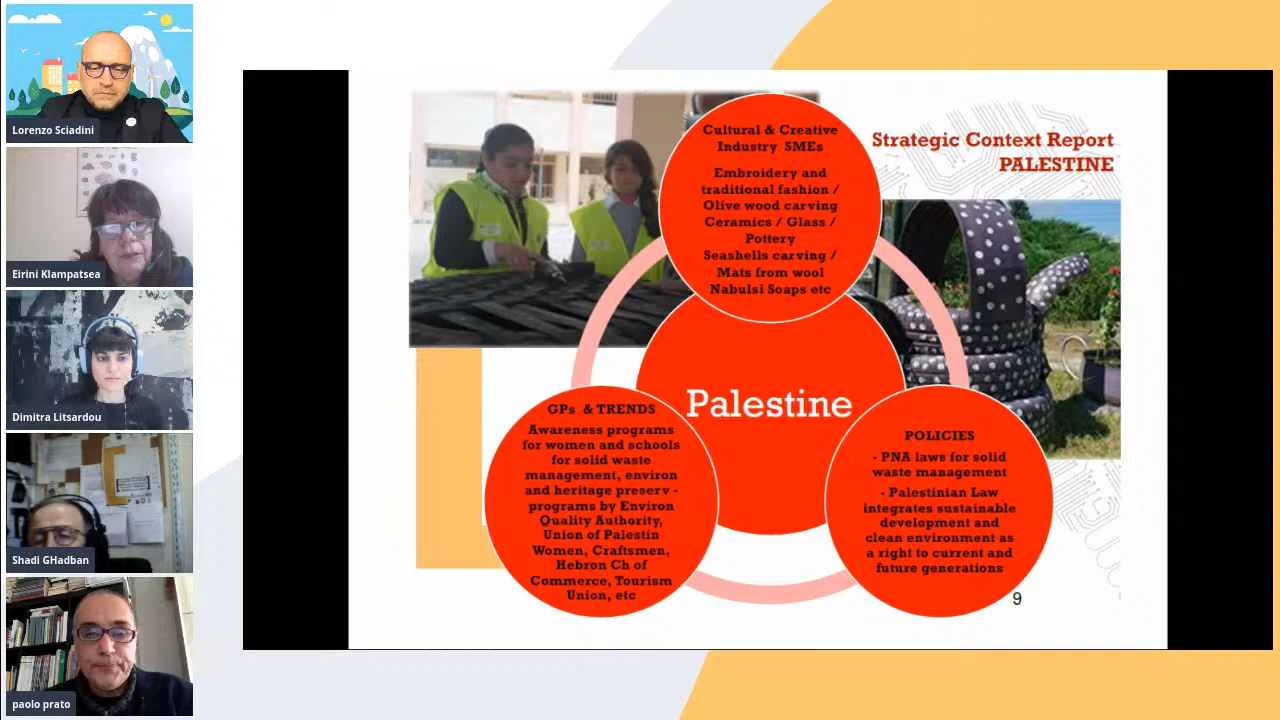 Lorenzo Sciadini
Eirini Klampatsea
Dimitra Litsardou
Shadi GHadban
paolo prato
Strategic Context Report
PALESTINE
Cultural & Creative
Industry SMEs
Embroidery and
traditional fashion /
Olive wood carving
Ceramics / Glass /
Pottery
Seashells carving /
Mats from wool
Nabulsi Soaps etc
Palestine
GPs & TRENDS
Awareness programs
for women and schools
for solid waste
management, environ
and heritage preserv -
programs by Environ
Quality Authority,
Union of Palestin
Women, Craftsmen,
Hebron Ch of
Commerce, Tourism
Union, etc
POLICIES
- PNA laws for solid
waste management
- Palestinian Law
integrates sustainable
development and
clean environment as
a right to current and
future generations
9